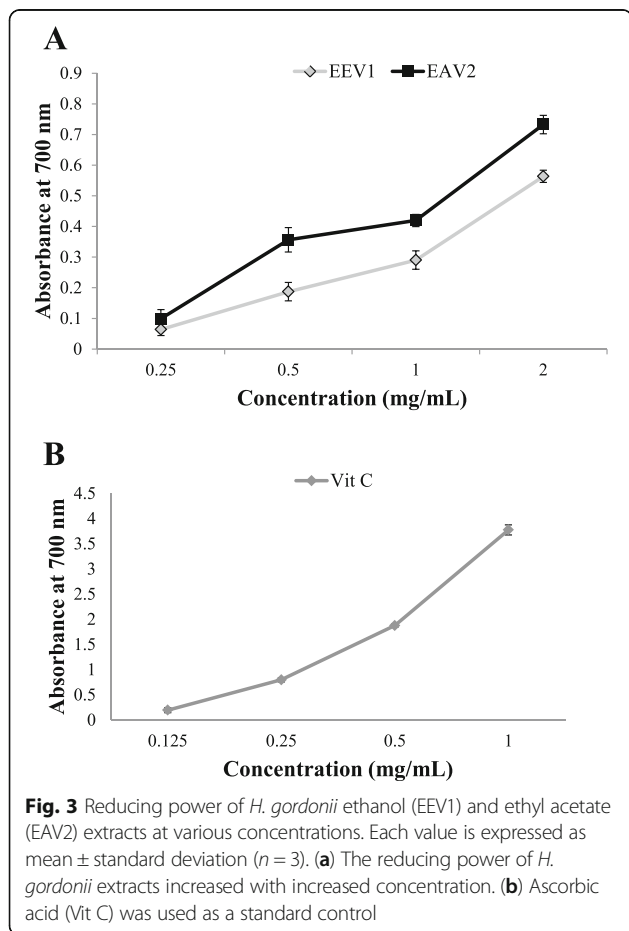 A
EEV1 EAV2
0.9
0.8
0.7
0.6
0.5
0.4
0.3
0.2
0.1
0
Absorbance at 700 nm
0.25 0.5 1 2
Concentration (mg/mL)
B
Vit C
4.5
4
3.5
3
2.5
2
1.5
1
0.5
0
Absorbance at 700 nm
0.125 0.25 0.5 1
Concentration (mg/mL)
Fig. 3 Reducing power of H. gordonii ethanol (EEV1) and ethyl acetate
(EAV2) extracts at various concentrations. Each value is expressed as
mean ± standard deviation (n = 3). (a) The reducing power of H.
gordonii extracts increased with increased concentration. (b) Ascorbic
acid (Vit C) was used as a standard control